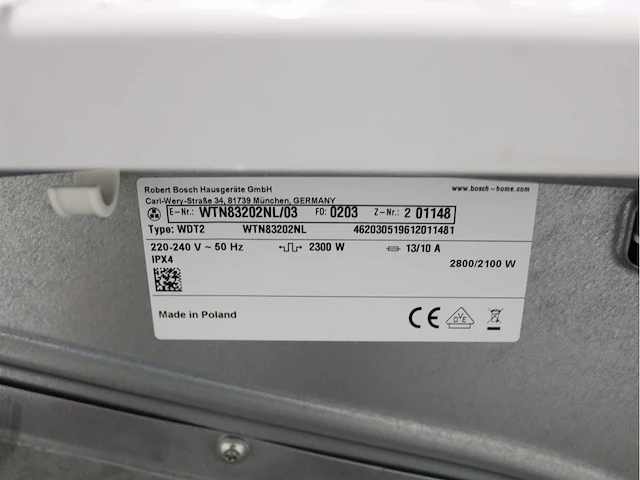 Robert Bosch Hausgeräte GmbH www.bosch-home.com
Carl-Wery-Straße 34, 81739 München, GERMANY
E-Nr.: WTN83202NL/03 FD: 0203 Z-Nr.: 2 01148
Type: WDT2 WTN83202NL 462030519612011481
220-240 V ~ 50 Hz 2300 W 13/10 A
IPX4 2800/2100 W
Made in Poland CE DVE